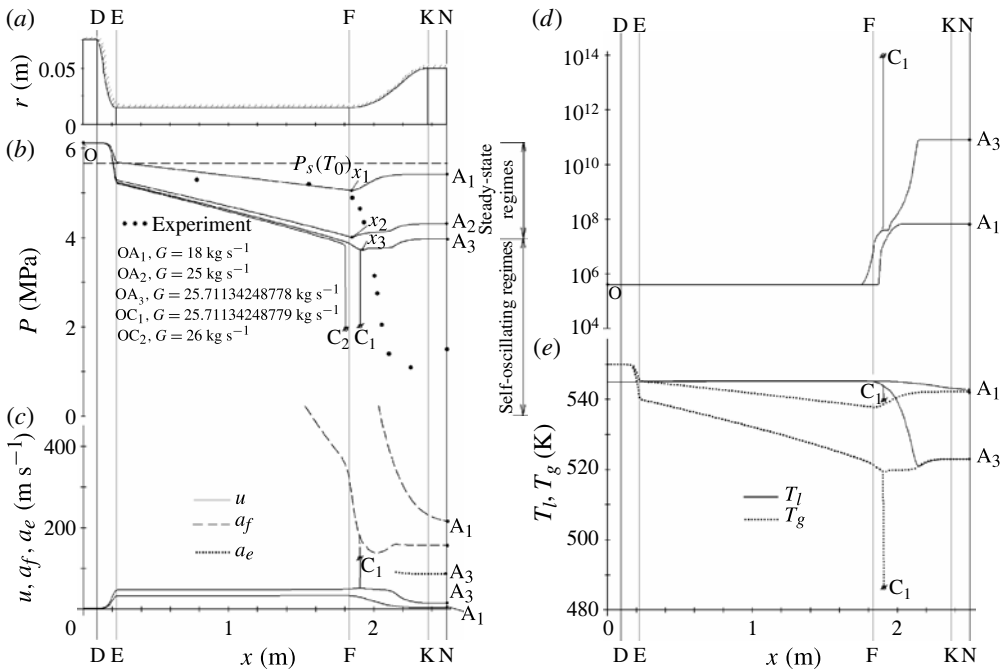 (a)
D E F K N
r (m)
0.05
0
(b)
P (MPa)
6
4
2
0
O
P_s(T_0)
x_1
x_2
x_3
A_1
A_2
A_3
C_2
C_1
Experiment
OA_1, G = 18 kg s^{−1}
OA_2, G = 25 kg s^{−1}
OA_3, G = 25.71134248778 kg s^{−1}
OC_1, G = 25.71134248779 kg s^{−1}
OC_2, G = 26 kg s^{−1}
Steady-state
regimes
Self-oscillating regimes
(c)
u, a_f, a_e (m s^{−1})
400
200
u
a_f
a_e
A_1
C_1
A_3
A_3
A_1
0 1 2
D E x (m) F K N
(d)
D E F K N
10^{14}
10^{12}
10^{10}
10^8
10^6
10^4
O
C_1
A_3
A_1
(e)
T_l, T_g (K)
540
520
500
480
C_1
A_1
A_3
T_l
T_g
C_1
0 1 2
D E x (m) F K N